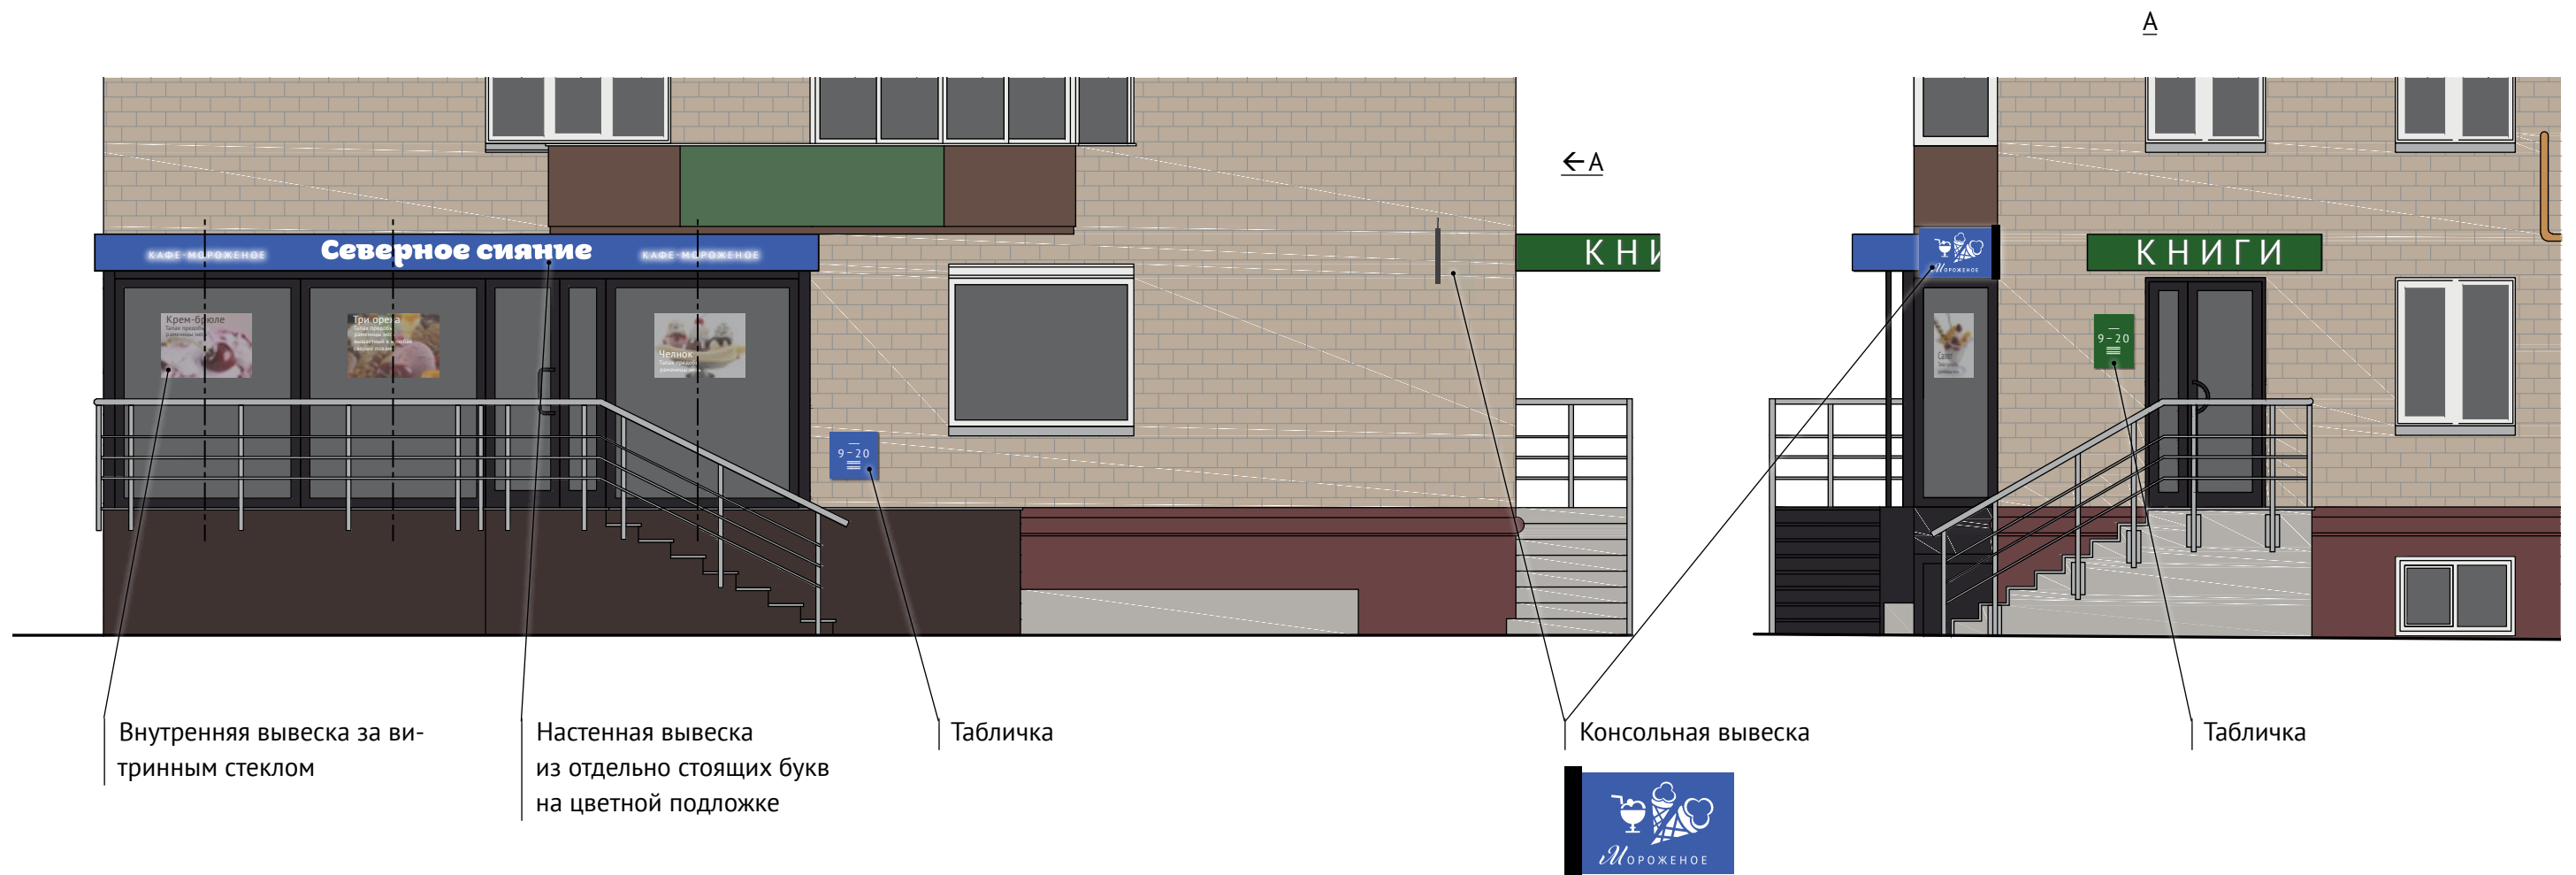 А
←А
КАФЕ-МОРОЖЕНОЕ
Северное сияние
КАФЕ-МОРОЖЕНОЕ
КНИ
Мороженое
КНИГИ
Крем-брюле
Три ореха
Челнок
9–20
9–20
Внутренняя вывеска за ви-
тринным стеклом
Настенная вывеска
из отдельно стоящих букв
на цветной подложке
Табличка
Консольная вывеска
Табличка
Мороженое